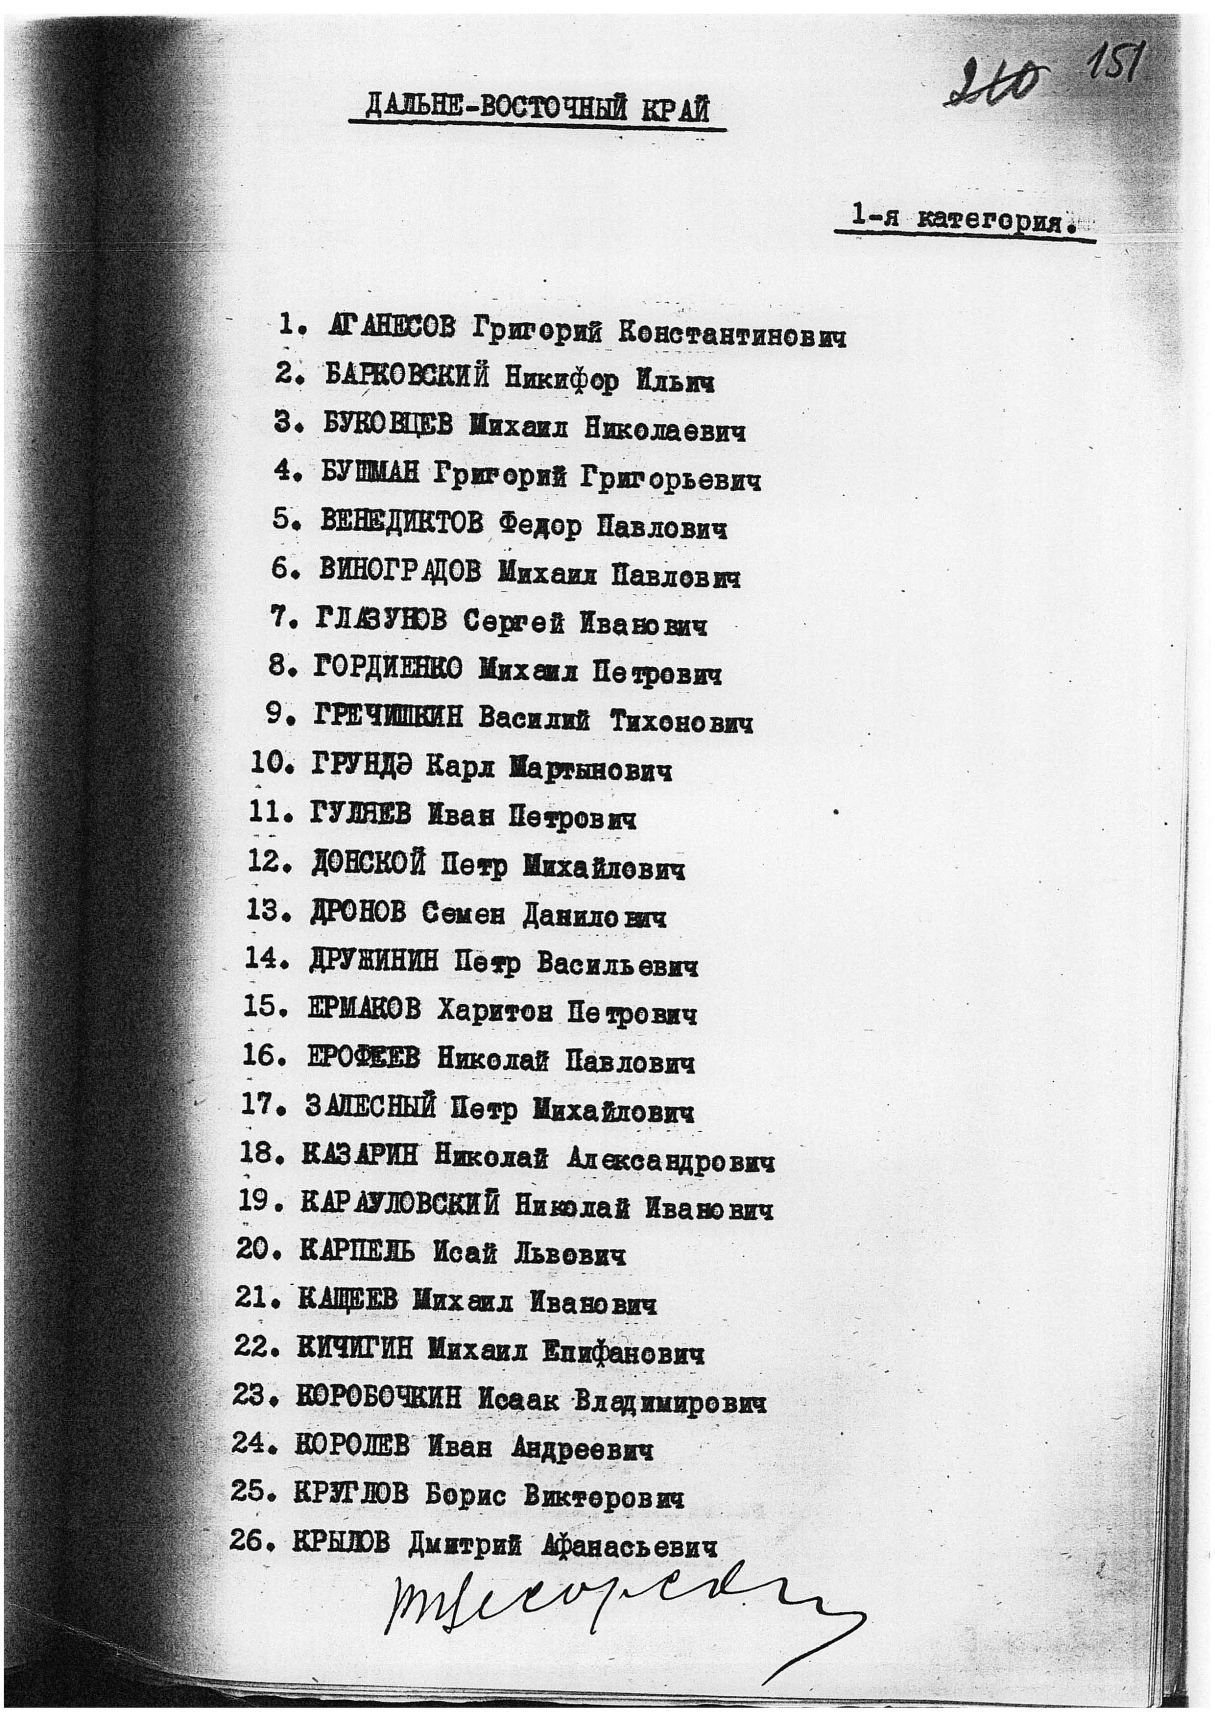 210 151
ДАЛЬНЕ-ВОСТОЧНЫЙ КРАЙ
1-я категория.
1. АГАНЕСОВ Григорий Константинович
2. БАРКОВСКИЙ Никифор Ильич
3. БУКОВЦЕВ Михаил Николаевич
4. БУШМАН Григорий Григорьевич
5. ВЕНЕДИКТОВ Федор Павлович
6. ВИНОГРАДОВ Михаил Павлович
7. ГЛАЗУНОВ Сергей Иванович
8. ГОРДИЕНКО Михаил Петрович
9. ГРЕЧИШКИН Василий Тихонович
10. ГРУНДЭ Карл Мартынович
11. ГУЛЯЕВ Иван Петрович
12. ДОНСКОЙ Петр Михайлович
13. ДРОНОВ Семен Данилович
14. ДРУЖИНИН Петр Васильевич
15. ЕРМАКОВ Харитон Петрович
16. ЕРОФЕЕВ Николай Павлович
17. ЗАЛЕСНЫЙ Петр Михайлович
18. КАЗАРИН Николай Александрович
19. КАРАУЛОВСКИЙ Николай Иванович
20. КАРПЕЛЬ Исай Львович
21. КАЩЕЕВ Михаил Иванович
22. КИЧИГИН Михаил Епифанович
23. КОРОБОЧКИН Исаак Владимирович
24. КОРОЛЕВ Иван Андреевич
25. КРУГЛОВ Борис Викторович
26. КРЫЛОВ Дмитрий Афанасьевич